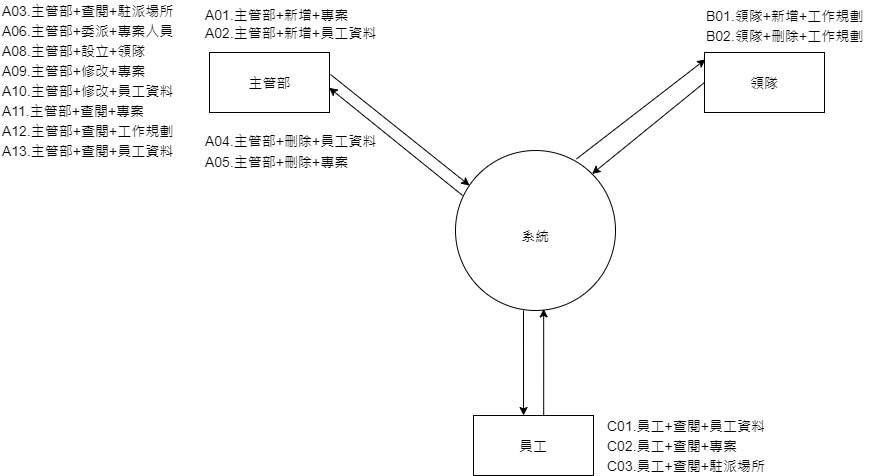 A03.主管部+查閱+駐派場所
A06.主管部+委派+專案人員
A08.主管部+設立+領隊
A09.主管部+修改+專案
A10.主管部+修改+員工資料
A11.主管部+查閱+專案
A12.主管部+查閱+工作規劃
A13.主管部+查閱+員工資料
A01.主管部+新增+專案
A02.主管部+新增+員工資料
主管部
A04.主管部+刪除+員工資料
A05.主管部+刪除+專案
B01.領隊+新增+工作規劃
B02.領隊+刪除+工作規劃
領隊
系統
員工
C01.員工+查閱+員工資料
C02.員工+查閱+專案
C03.員工+查閱+駐派場所